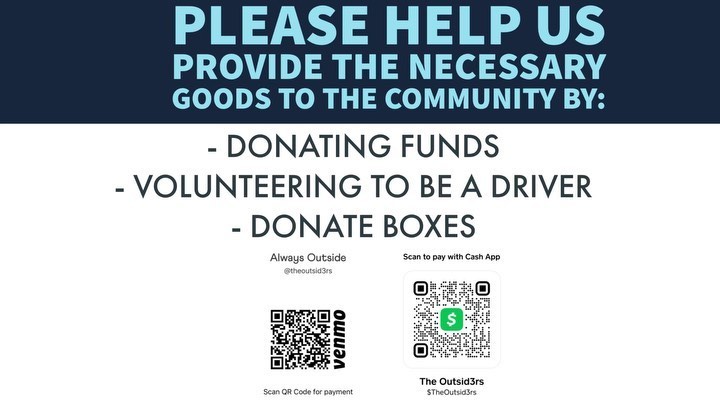 PLEASE HELP US
PROVIDE THE NECESSARY
GOODS TO THE COMMUNITY BY:
- DONATING FUNDS
- VOLUNTEERING TO BE A DRIVER
- DONATE BOXES
Always Outside
@theoutsid3rs
venmo
Scan QR Code for payment
Scan to pay with Cash App
$
The Outsid3rs
$TheOutsid3rs